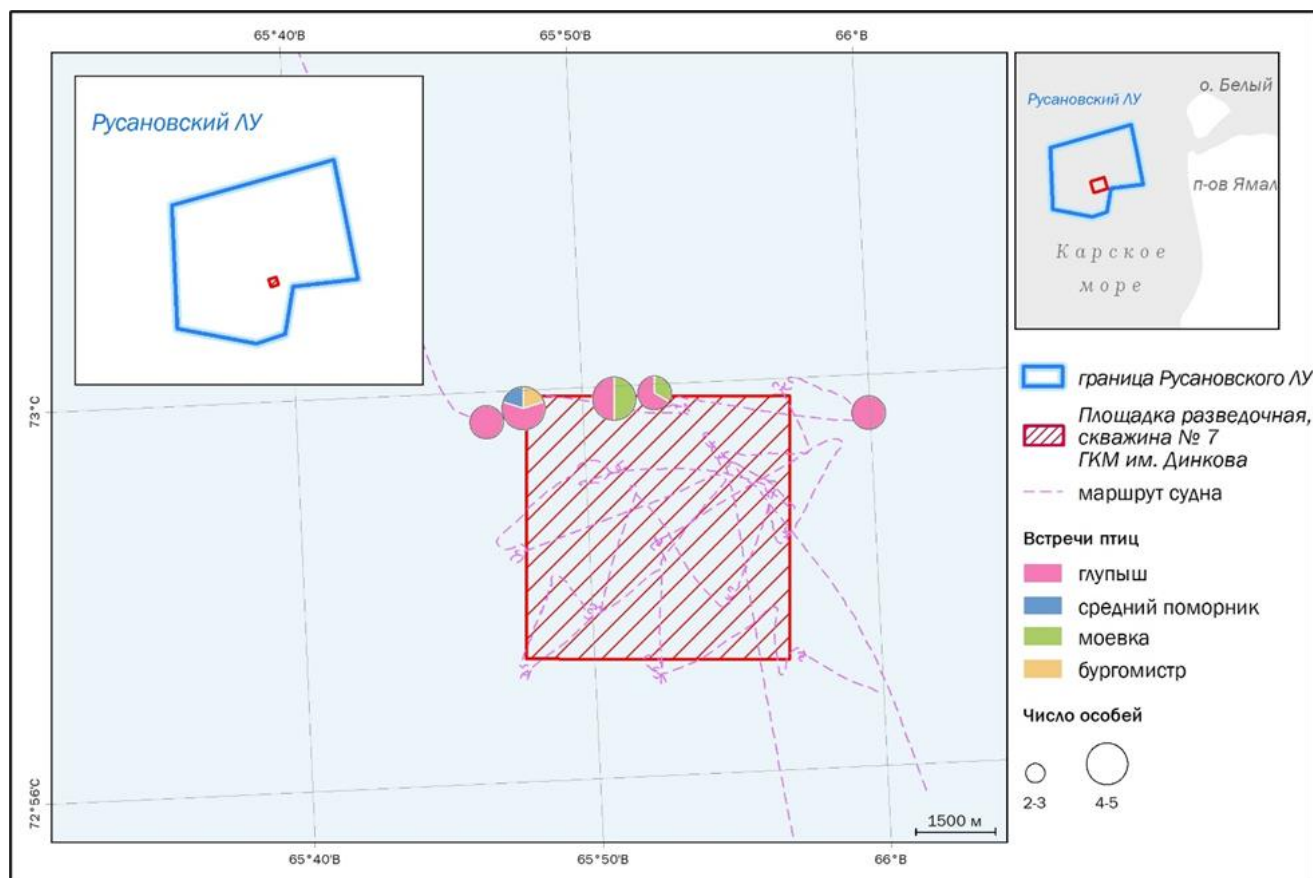 65°40'В
65°50'В
66°В
Русановский ЛУ
73°С
72°56'С
1500 м
65°40'В
65°50'В
66°В
о. Белый
Русановский ЛУ
п-ов Ямал
Карское
море
граница Русановского ЛУ
Площадка разведочная,
скважина № 7
ГКМ им. Динкова
маршрут судна
Встречи птиц
глупыш
средний поморник
моевка
бургомистр
Число особей
2-3
4-5